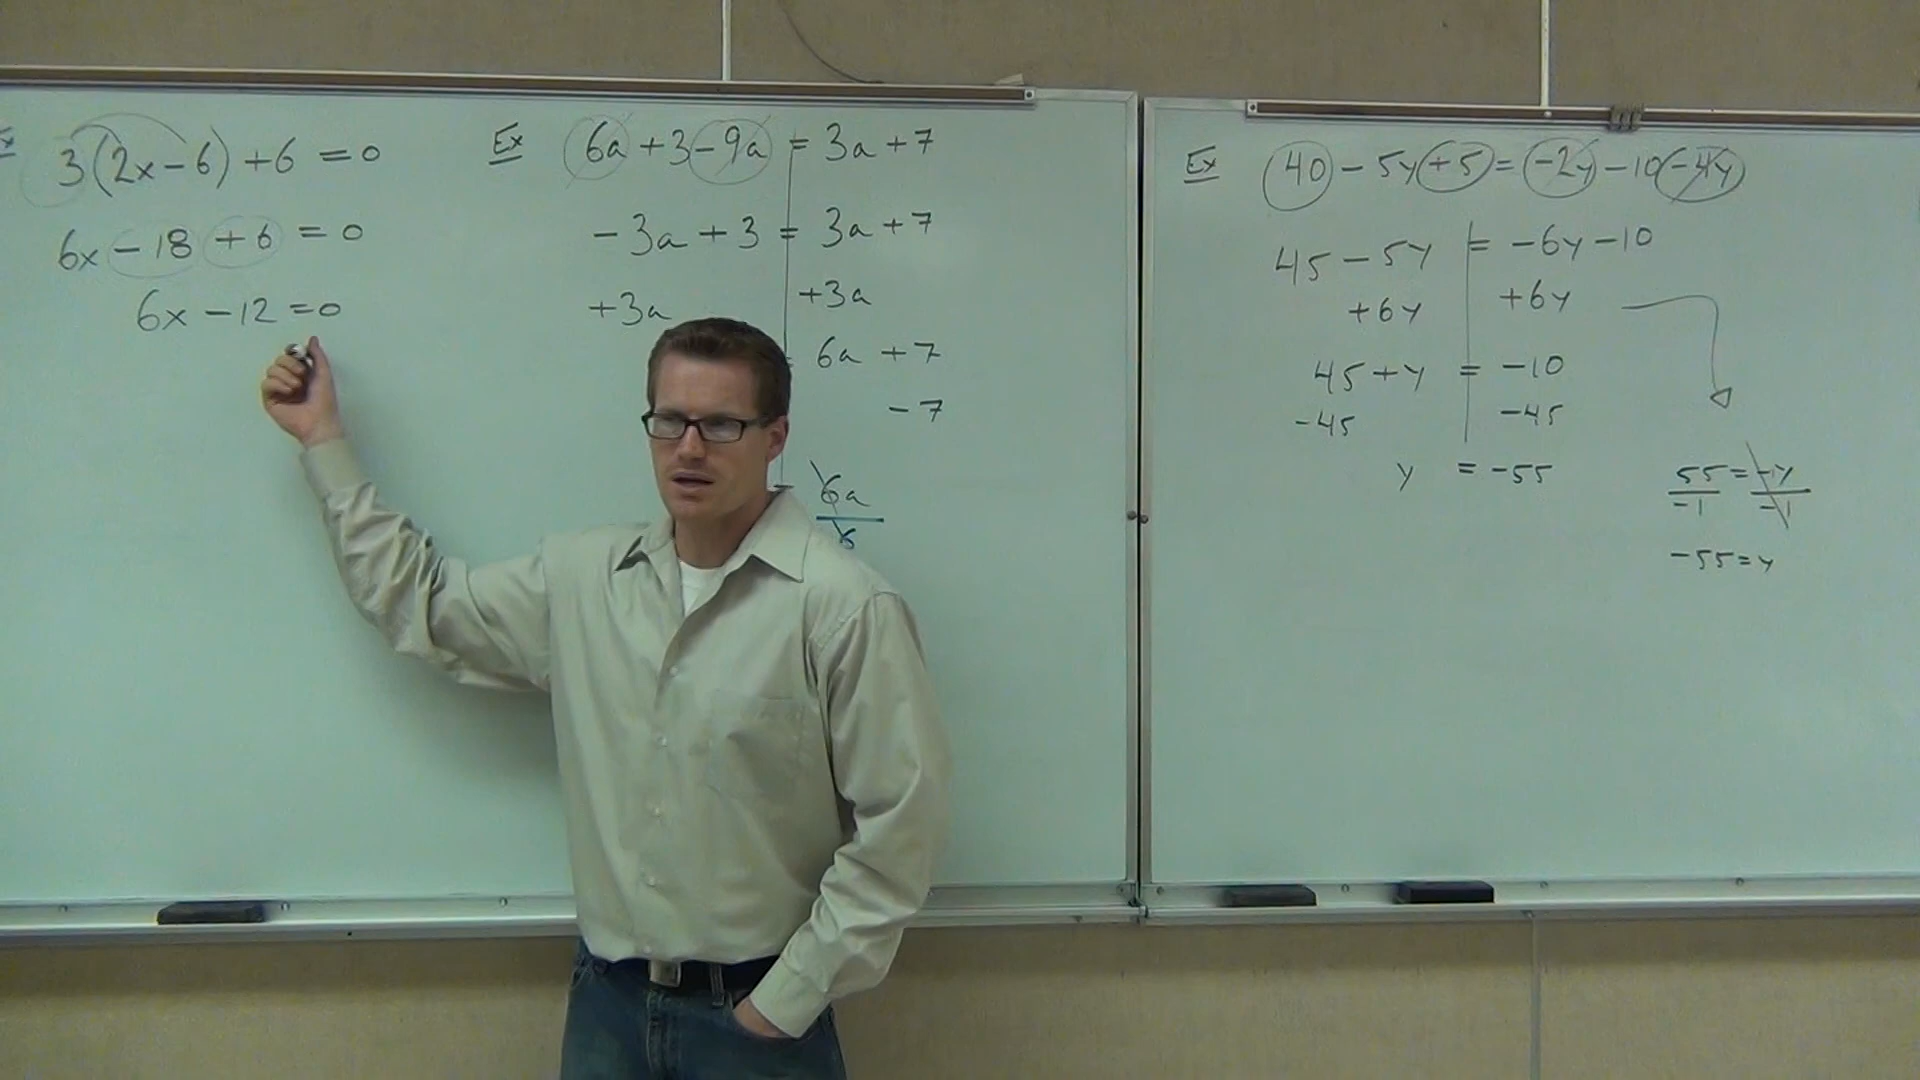 3(2x-6)+6=0
6x-18+6=0
6x-12=0
Ex 6a+3-9a=3a+7
-3a+3=3a+7
+3a +3a
= 6a+7
-7
= 6a
6
Ex 40-5y+5=-2y-10-4y
45-5y=-6y-10
+6y +6y
45+y=-10
-45 -45
y=-55
55=-1y
-1 -1
-55=y